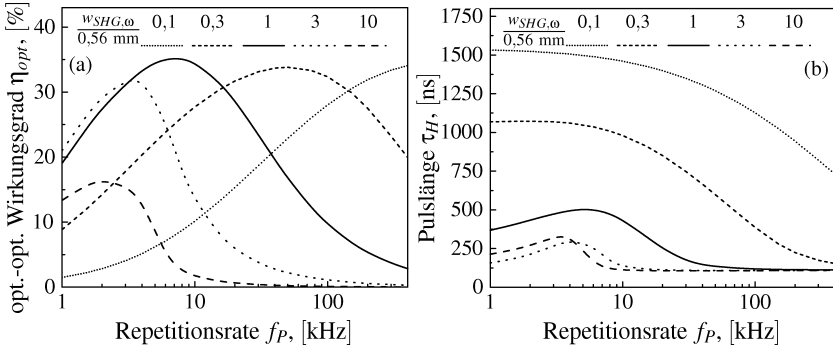 w_SHG,ω / 0,56 mm 0,1 0,3 1 3 10
(a)
opt.-opt. Wirkungsgrad η_opt, [%]
40
30
20
10
0
1 10 100
Repetitionsrate f_P, [kHz]
w_SHG,ω / 0,56 mm 0,1 0,3 1 3 10
(b)
Pulslänge τ_H, [ns]
1750
1500
1250
1000
750
500
250
0
1 10 100
Repetitionsrate f_P, [kHz]